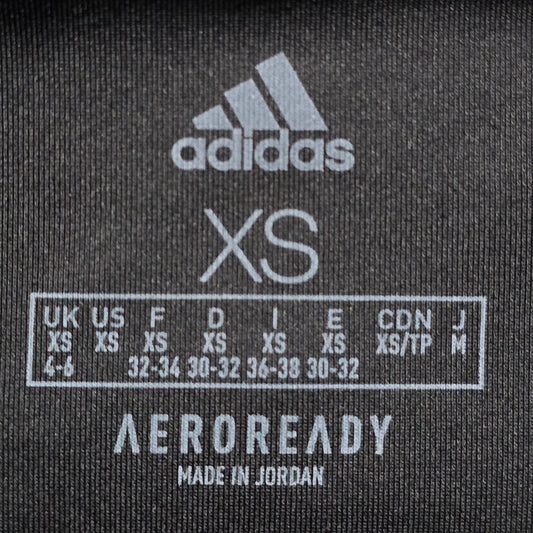 adidas
XS
UK US F D I E CDN J
XS XS XS XS XS XS XS/TP M
4-6 32-34 30-32 36-38 30-32
AEROREADY
MADE IN JORDAN